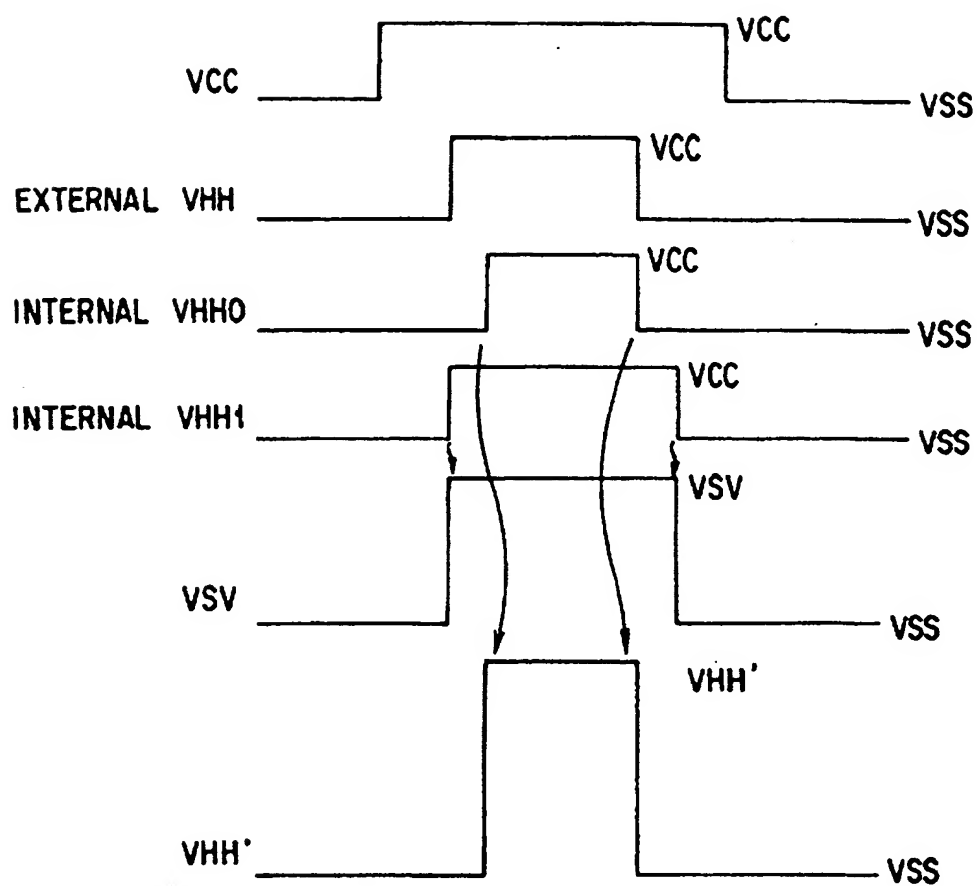 VCC
VCC
VSS
VCC
EXTERNAL VHH
VSS
VCC
INTERNAL VHH0
VSS
VCC
INTERNAL VHH1
VSS
VSV
VSV
VSS
VHH'
VHH'
VSS